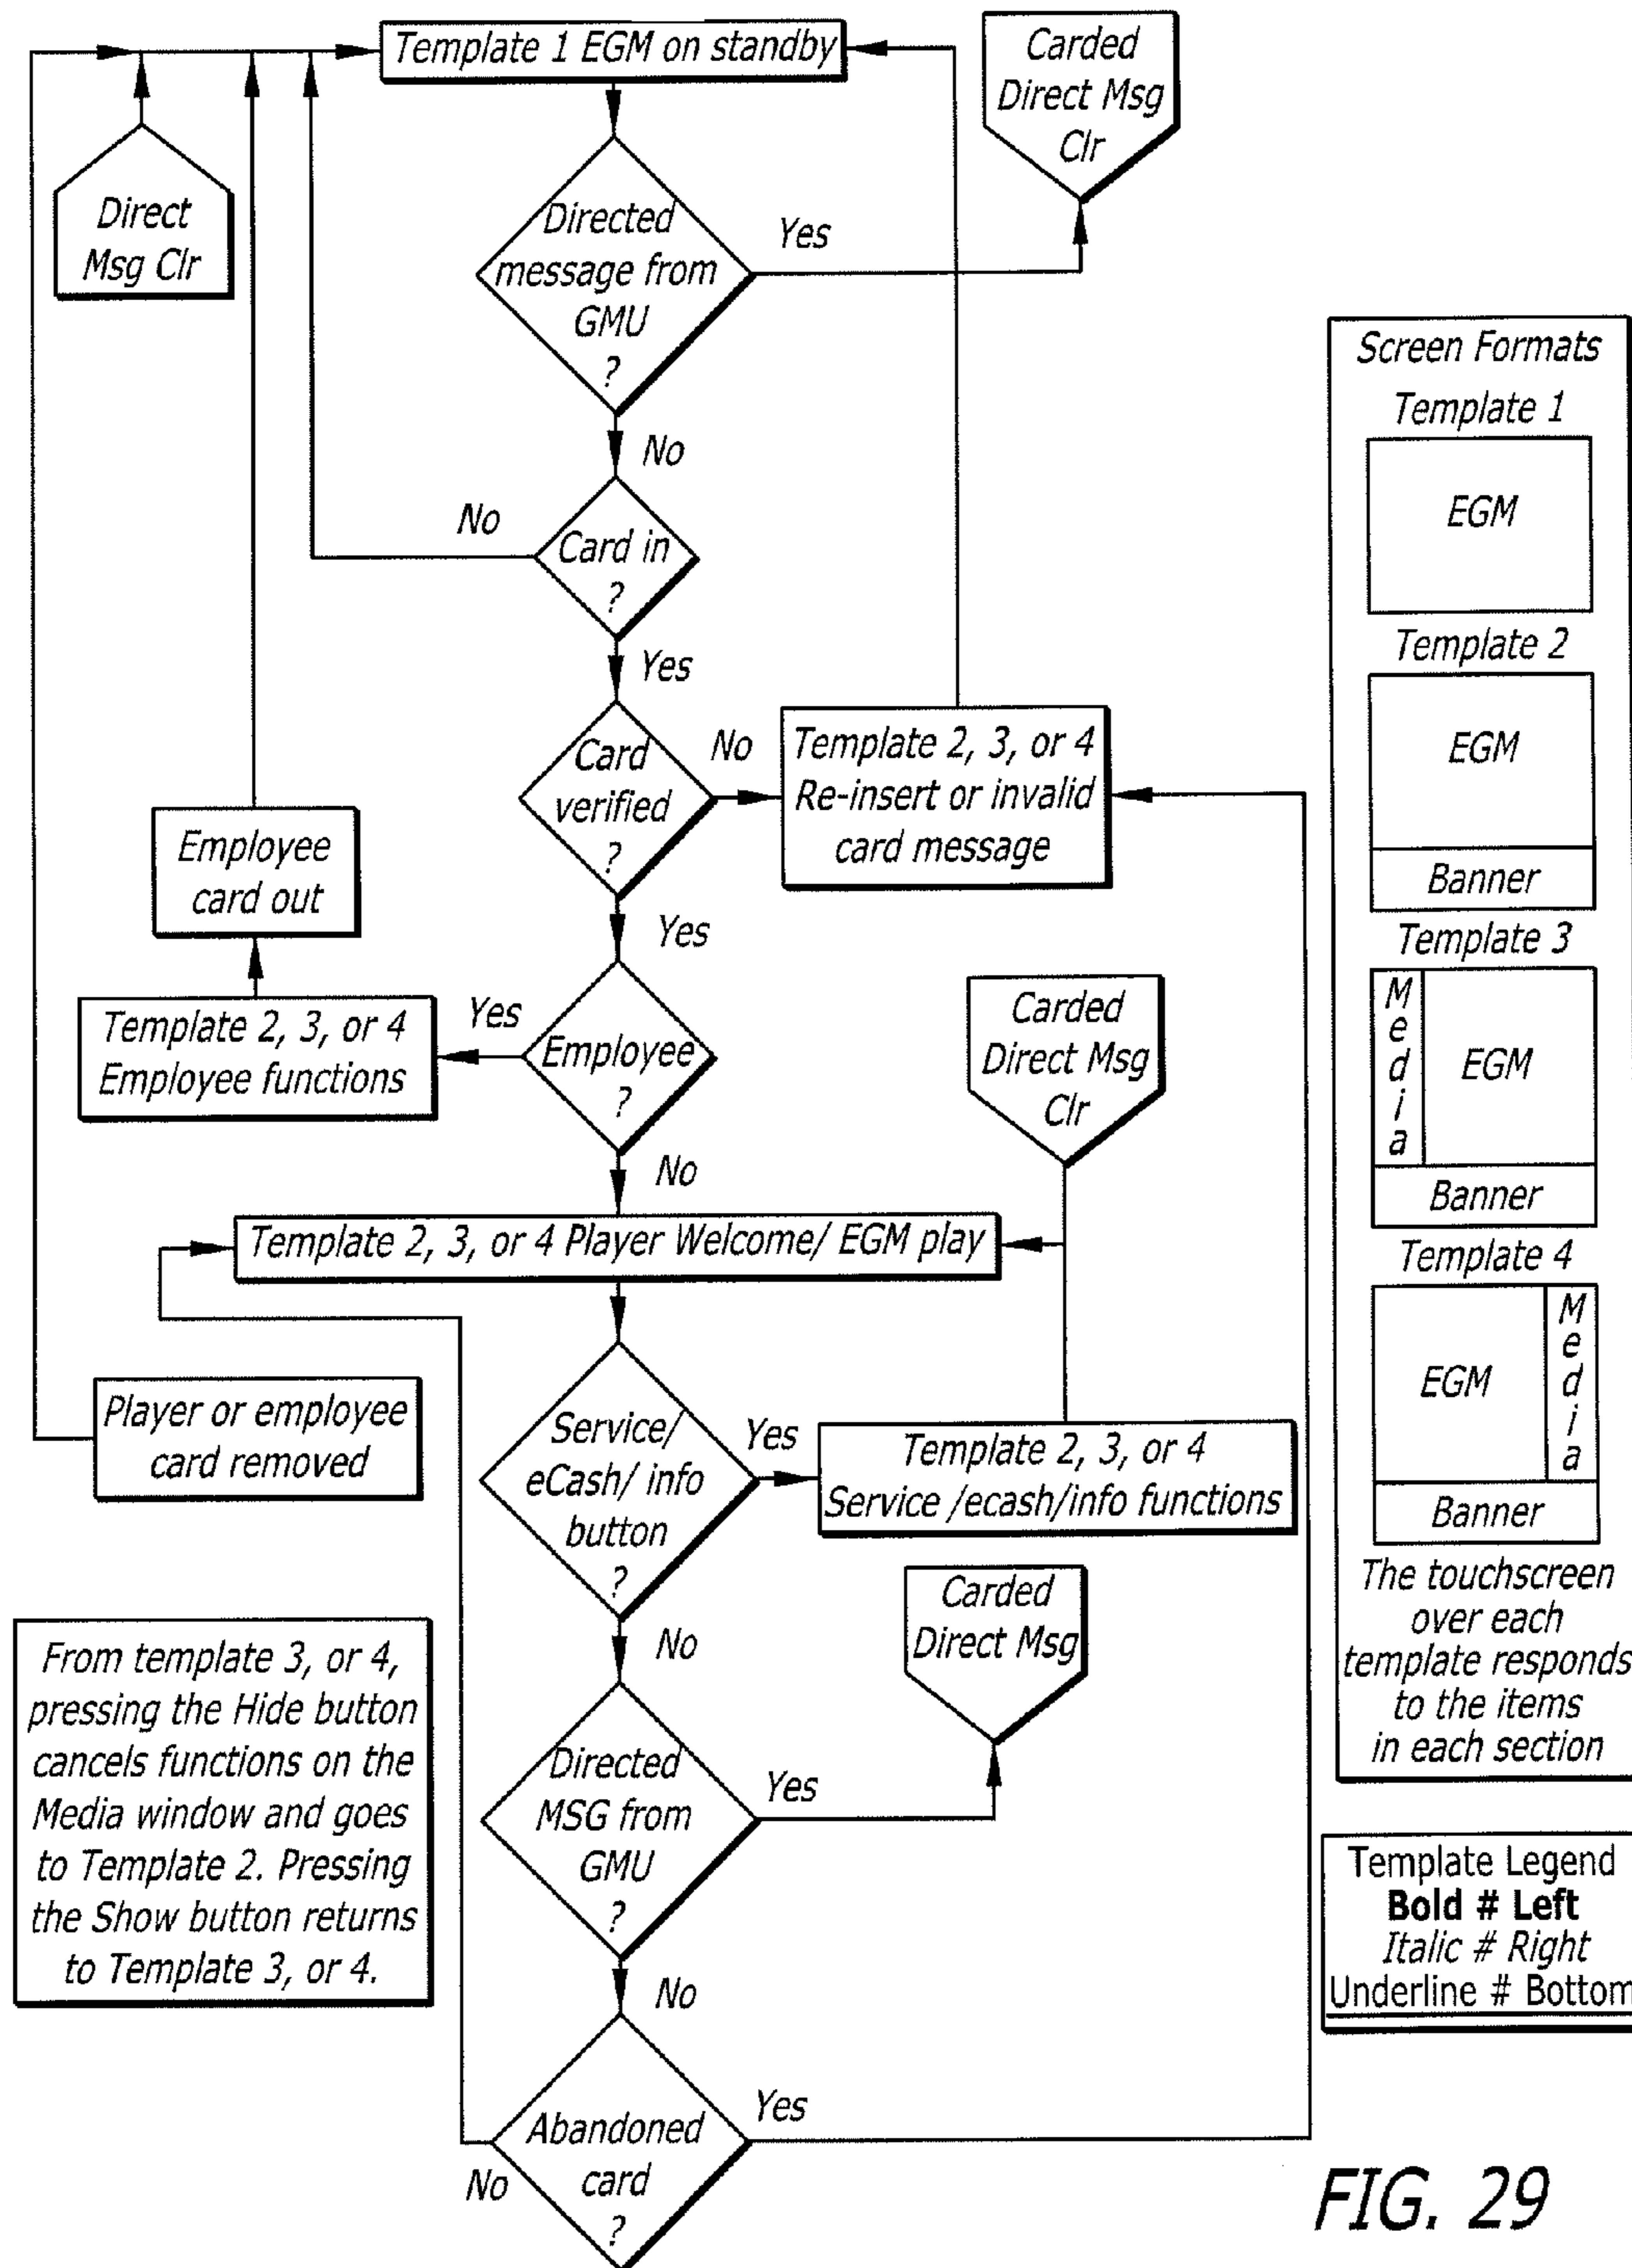 Template 1 EGM on standby
Carded
Direct Msg
Clr
Direct
Msg Clr
Directed
message from
GMU
?
Yes
No
Card in
?
No
Yes
Card
verified
?
No
Template 2, 3, or 4
Re-insert or invalid
card message
Yes
Employee
card out
Employee
?
Yes
Template 2, 3, or 4
Employee functions
No
Carded
Direct Msg
Clr
Template 2, 3, or 4 Player Welcome/ EGM play
Player or employee
card removed
Service/
eCash/ info
button
?
Yes
Template 2, 3, or 4
Service /ecash/info functions
No
Carded
Direct Msg
Directed
MSG from
GMU
?
Yes
No
Abandoned
card
?
Yes
No
From template 3, or 4,
pressing the Hide button
cancels functions on the
Media window and goes
to Template 2. Pressing
the Show button returns
to Template 3, or 4.
Screen Formats
Template 1
EGM
Template 2
EGM
Banner
Template 3
Media
EGM
Banner
Template 4
EGM
Media
Banner
The touchscreen
over each
template responds
to the items
in each section
Template Legend
Bold # Left
Italic # Right
Underline # Bottom
FIG. 29